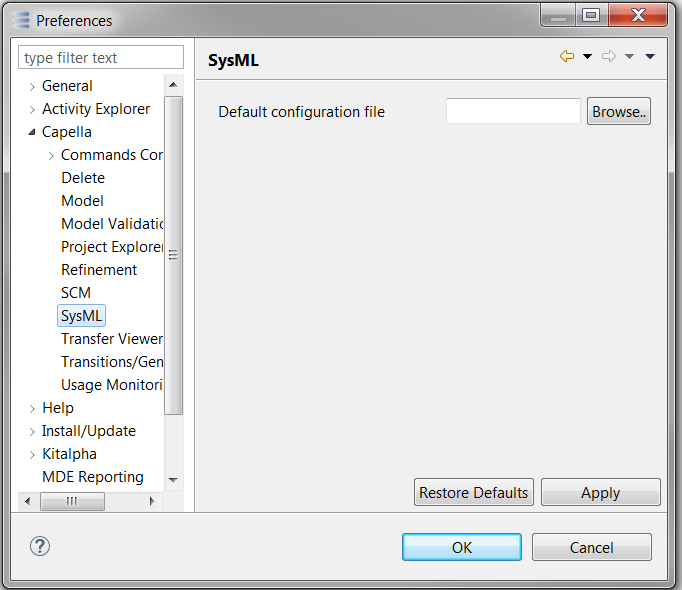 Preferences
type filter text
General
Activity Explorer
Capella
Commands Cor
Delete
Model
Model Validatic
Project Explorer
Refinement
SCM
SysML
Transfer Viewer
Transitions/Gen
Usage Monitori
Help
Install/Update
Kitalpha
MDE Reporting
SysML
Default configuration file
Browse..
Restore Defaults
Apply
?
OK
Cancel